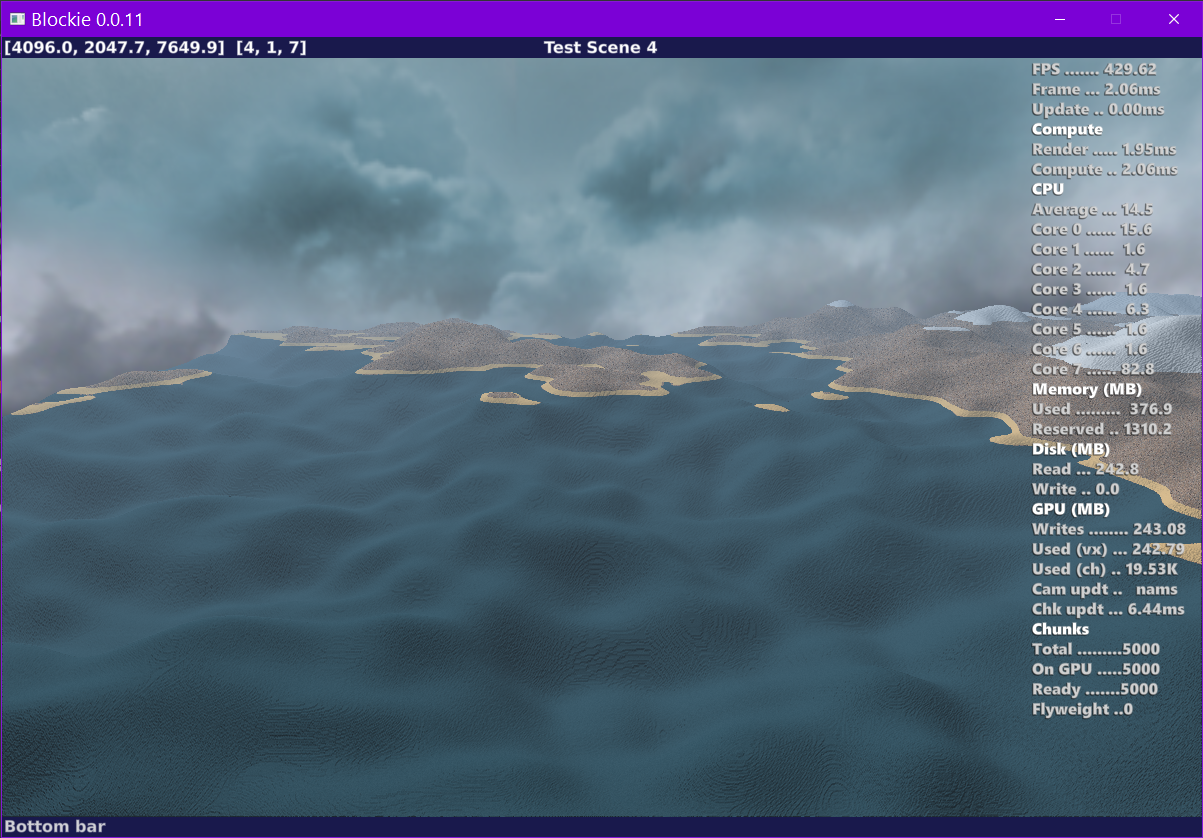 Blockie 0.0.11
[4096.0, 2047.7, 7649.9] [4, 1, 7] Test Scene 4
FPS ....... 429.62
Frame ... 2.06ms
Update .. 0.00ms
Compute
Render ..... 1.95ms
Compute .. 2.06ms
CPU
Average ... 14.5
Core 0 ...... 15.6
Core 1 ...... 1.6
Core 2 ...... 4.7
Core 3 ...... 1.6
Core 4 ...... 6.3
Core 5 ...... 1.6
Core 6 ...... 1.6
Core 7 ...... 82.8
Memory (MB)
Used ......... 376.9
Reserved .. 1310.2
Disk (MB)
Read ... 242.8
Write .. 0.0
GPU (MB)
Writes ........ 243.08
Used (vx) ... 242.79
Used (ch) .. 19.53K
Cam updt .. nams
Chk updt ... 6.44ms
Chunks
Total .........5000
On GPU .....5000
Ready .......5000
Flyweight ..0
Bottom bar